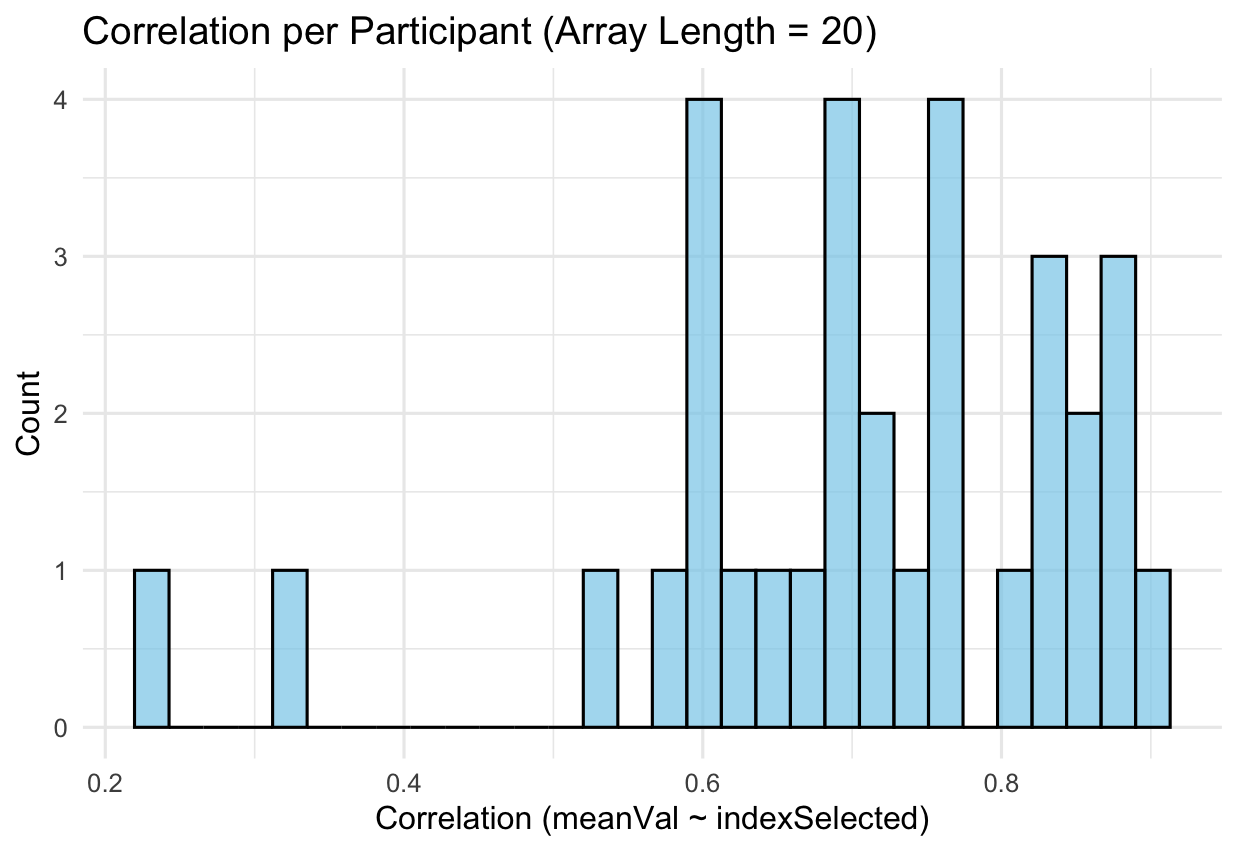 Correlation per Participant (Array Length = 20)
4
3
2
1
0
Count
0.2 0.4 0.6 0.8
Correlation (meanVal ~ indexSelected)